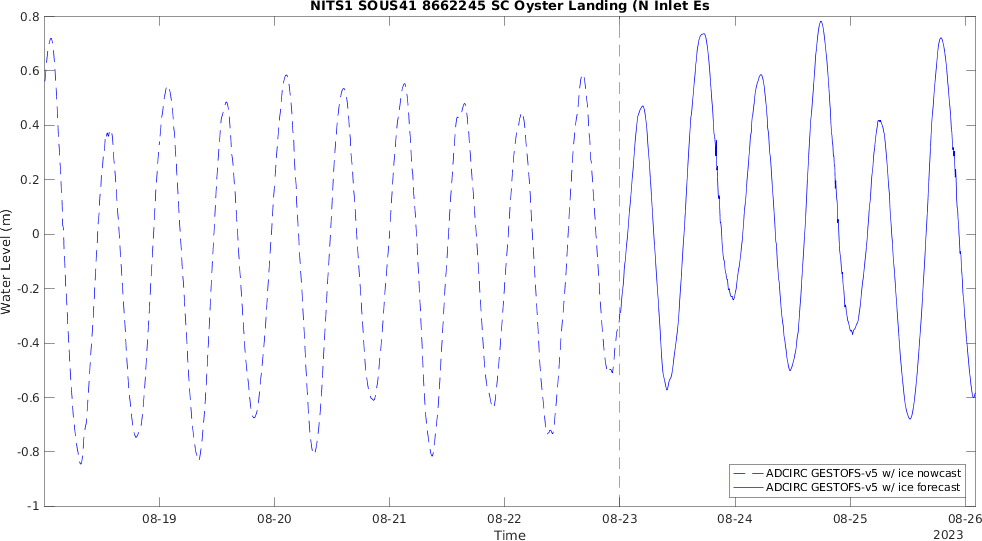 NITS1 SOUS41 8662245 SC Oyster Landing (N Inlet Es
0.8
0.6
0.4
0.2
0
-0.2
-0.4
-0.6
-0.8
-1
Water Level (m)
ADCIRC GESTOFS-v5 w/ ice nowcast
ADCIRC GESTOFS-v5 w/ ice forecast
08-19 08-20 08-21 08-22 08-23 08-24 08-25 08-26
Time
2023